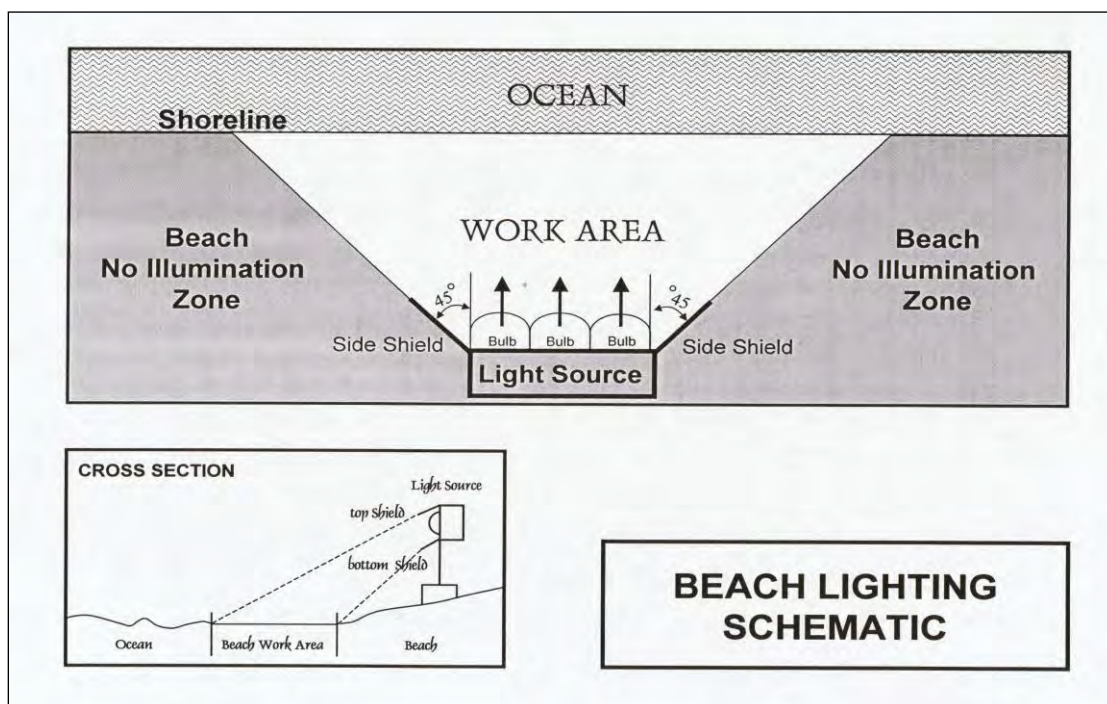 OCEAN
Shoreline
WORK AREA
Beach
No Illumination
Zone
Beach
No Illumination
Zone
45°
45°
Side Shield
Bulb
Bulb
Bulb
Side Shield
Light Source
CROSS SECTION
Light Source
top Shield
bottom Shield
Ocean
Beach Work Area
Beach
BEACH LIGHTING
SCHEMATIC